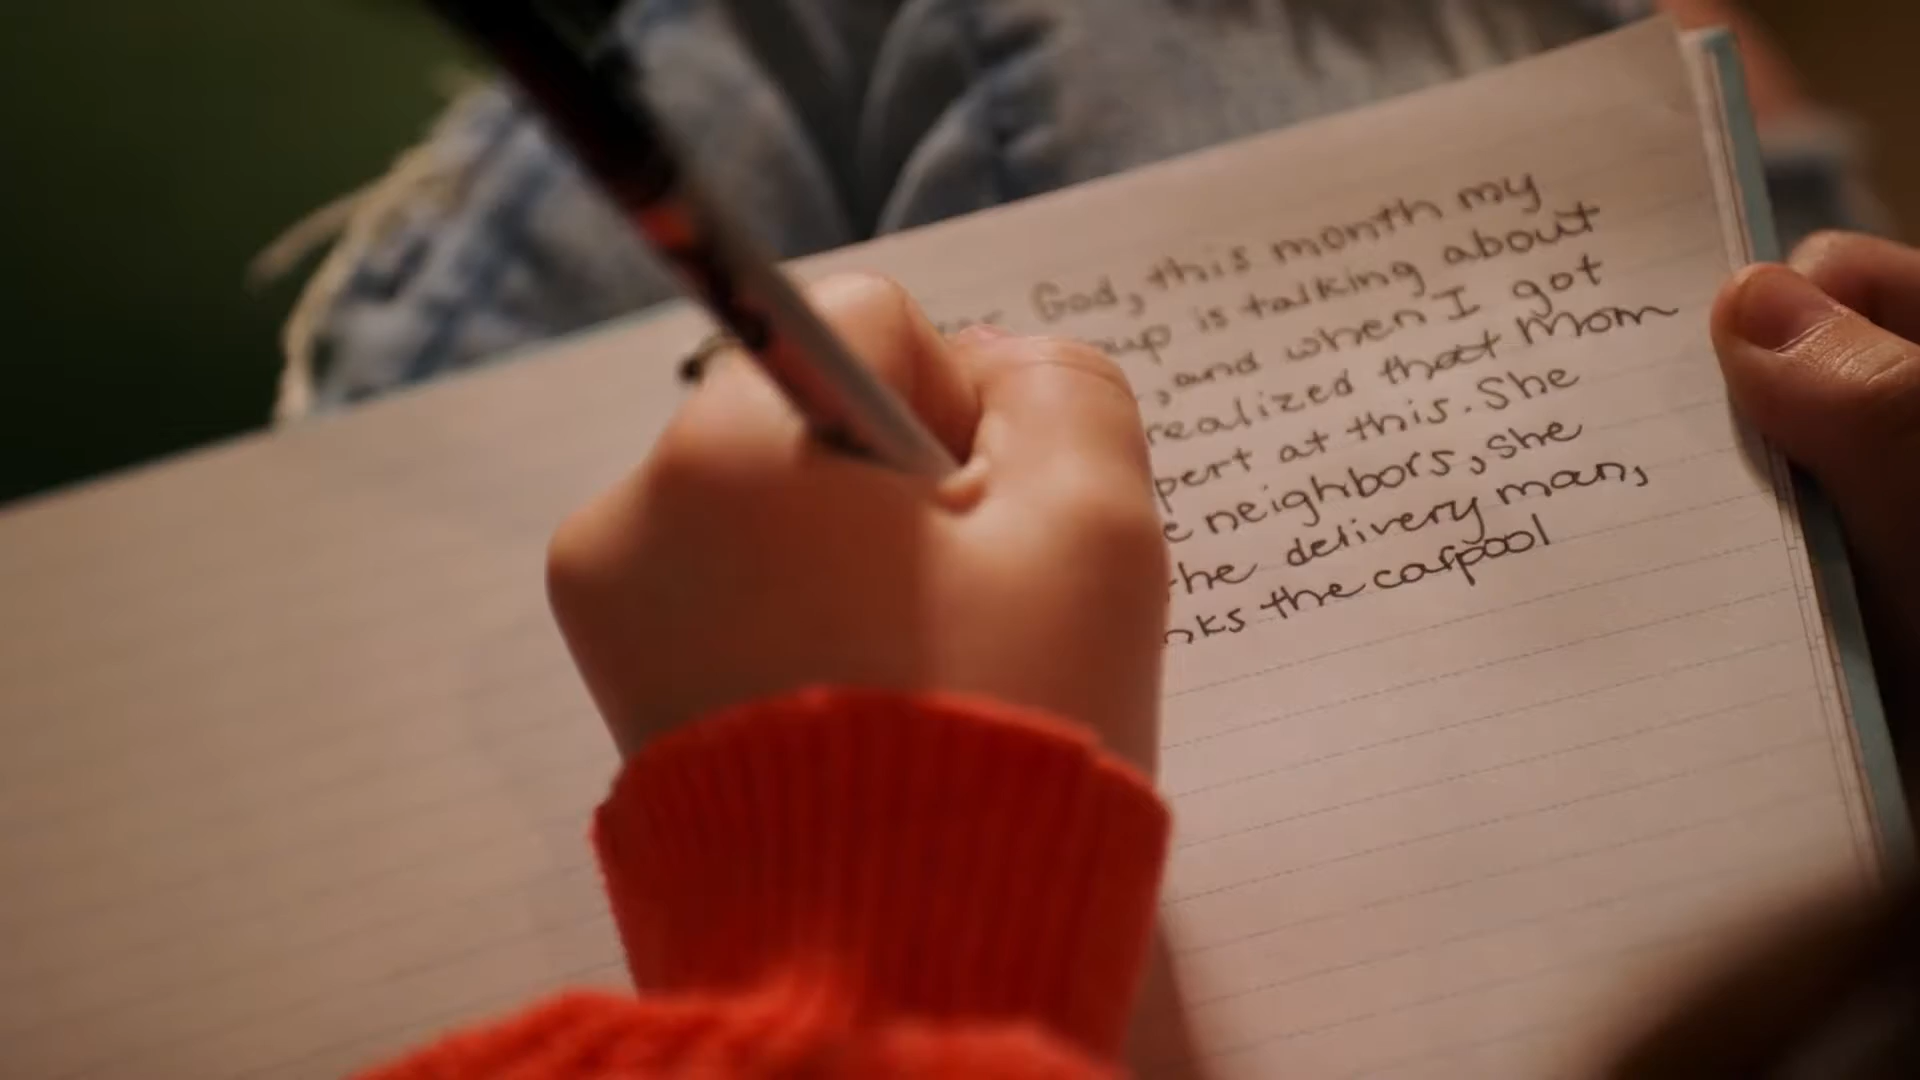 God, this month my
is talking about
, and when I got
realized that Mom
at this. She
neighbors, she
the delivery man,
the carpool